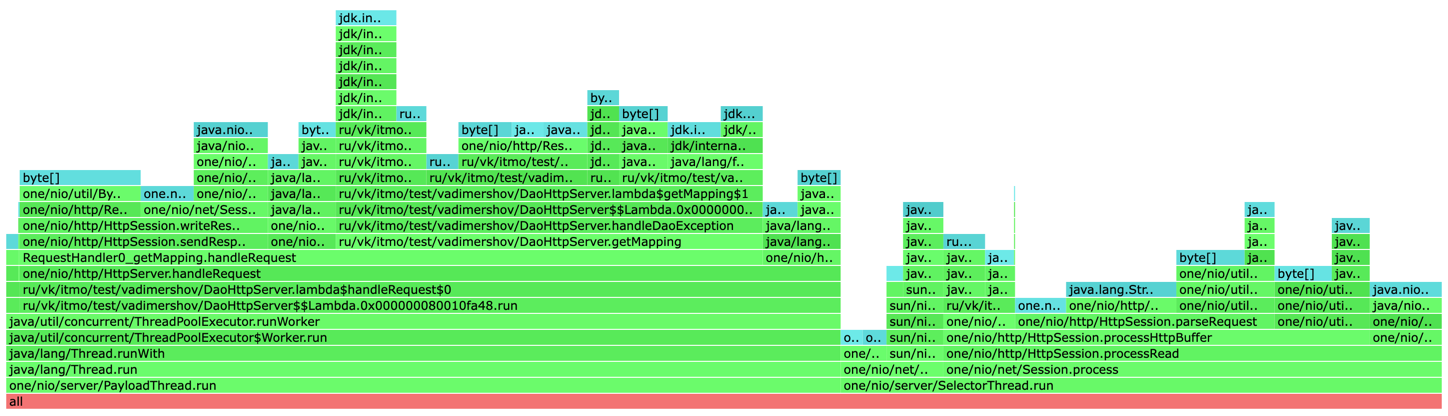 jdk.in..
jdk/in..
jdk/in..
jdk/in..
jdk/in..
jdk/in.. by..
jdk/in.. ru.. jd.. byte[] jdk...
java.nio.. byt.. ru/vk/itmo.. byte[] ja.. java.. jd.. java.. jdk.i.. jdk/..
java/nio.. jav.. ru/vk/itmo.. one/nio/http/Res.. jd.. java.. jdk/interna..
one/nio/.. ja.. jav.. ru/vk/itmo.. ru.. ru/vk/itmo/test/.. jd.. java.. java/lang/f..
byte[] one/nio/.. java/la.. ru/vk/itmo.. ru/vk/itmo/test/vadim.. ru.. ru/vk/itmo/test/va.. byte[]
one/nio/util/By.. one.n.. one/nio/.. java/la.. ru/vk/itmo/test/vadimershov/DaoHttpServer.lambda$getMapping$1 java..
one/nio/http/Re.. one/nio/net/Sess.. java/la.. ru/vk/itmo/test/vadimershov/DaoHttpServer$$Lambda.0x0000000.. ja.. java.. jav.. ja..
one/nio/http/HttpSession.writeRes.. one/nio.. ru/vk/itmo/test/vadimershov/DaoHttpServer.handleDaoException java/lang.. jav.. ja.. jav..
one/nio/http/HttpSession.sendResp.. one/nio.. ru/vk/itmo/test/vadimershov/DaoHttpServer.getMapping java/lang.. jav.. ru... ja.. jav..
RequestHandler0_getMapping.handleRequest one/nio/h.. jav.. jav.. ja.. byte[] ja.. jav..
one/nio/http/HttpServer.handleRequest jav.. jav.. ja.. one/nio/util.. byte[] jav..
ru/vk/itmo/test/vadimershov/DaoHttpServer.lambda$handleRequest$0 sun.. jav.. ja.. java.lang.Str.. one/nio/util.. one/nio/uti.. jav.. java.nio..
ru/vk/itmo/test/vadimershov/DaoHttpServer$$Lambda.0x000000080010fa48.run sun/ni.. ru/vk/it.. one.n.. one/nio/http/.. one/nio/util.. one/nio/uti.. java/nio..
java/util/concurrent/ThreadPoolExecutor.runWorker sun/ni.. one/nio/.. one/nio/http/HttpSession.parseRequest one/nio/uti.. one/nio/..
java/util/concurrent/ThreadPoolExecutor$Worker.run o.. o.. sun/ni.. one/nio/http/HttpSession.processHttpBuffer one/nio/..
java/lang/Thread.runWith one/.. sun/ni.. one/nio/http/HttpSession.processRead
java/lang/Thread.run one/nio/net/.. one/nio/net/Session.process
one/nio/server/PayloadThread.run one/nio/server/SelectorThread.run
all